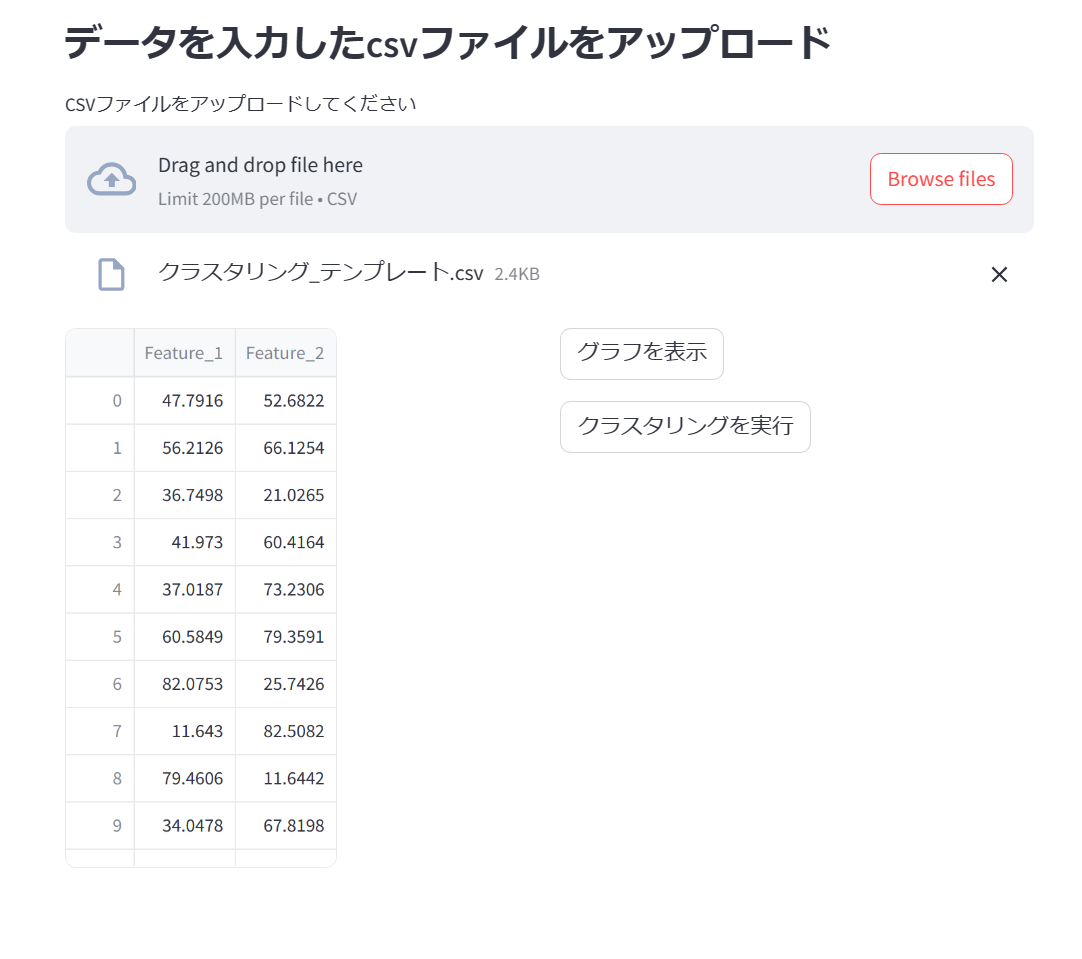 データを入力したcsvファイルをアップロード
CSVファイルをアップロードしてください
Drag and drop file here
Limit 200MB per file • CSV
Browse files
クラスタリング_テンプレート.csv 2.4KB
Feature_1 Feature_2
0 47.7916 52.6822
1 56.2126 66.1254
2 36.7498 21.0265
3 41.973 60.4164
4 37.0187 73.2306
5 60.5849 79.3591
6 82.0753 25.7426
7 11.643 82.5082
8 79.4606 11.6442
9 34.0478 67.8198
グラフを表示
クラスタリングを実行